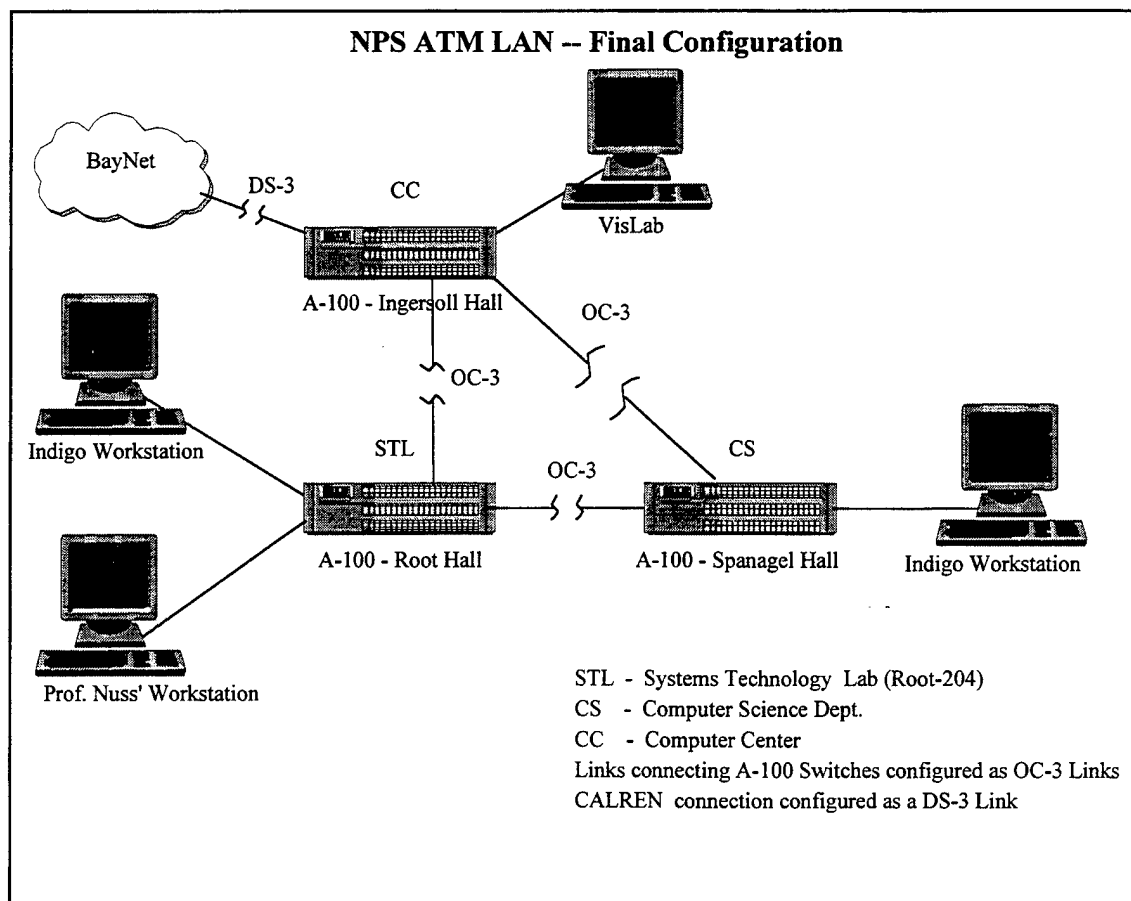 NPS ATM LAN -- Final Configuration
BayNet
DS-3
CC
VisLab
A-100 - Ingersoll Hall
OC-3
OC-3
Indigo Workstation
STL
OC-3
CS
A-100 - Root Hall
A-100 - Spanagel Hall
Indigo Workstation
Prof. Nuss' Workstation
STL - Systems Technology Lab (Root-204)
CS - Computer Science Dept.
CC - Computer Center
Links connecting A-100 Switches configured as OC-3 Links
CALREN connection configured as a DS-3 Link